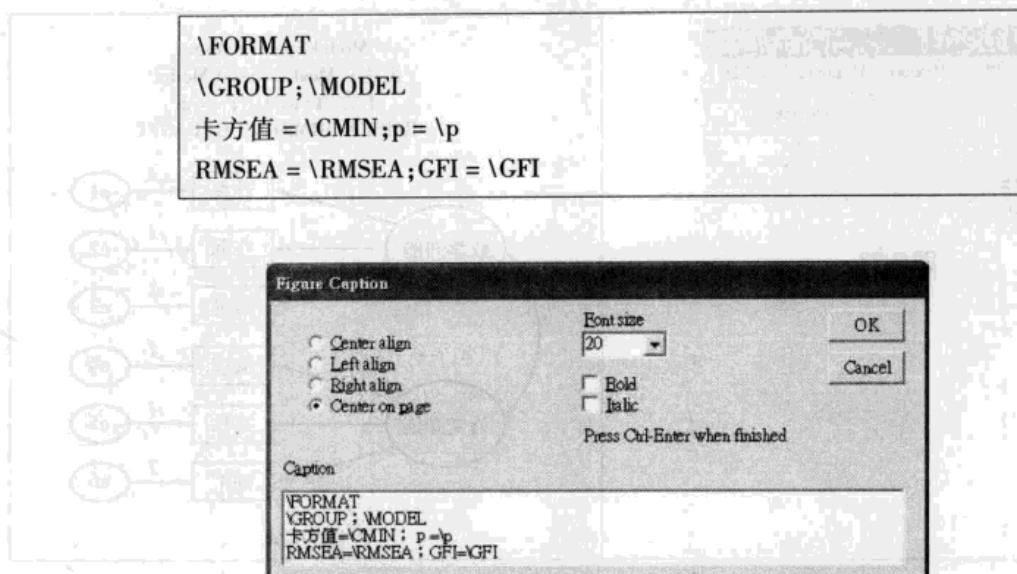 \FORMAT
\GROUP;\MODEL
卡方值 = \CMIN;p = \p
RMSEA = \RMSEA;GFI = \GFI
Figure Caption
Center align
Left align
Right align
Center on page
Font size
20
Bold
Italic
Press Ctrl-Enter when finished
OK
Cancel
Caption
\FORMAT
\GROUP；\MODEL
卡方值=\CMIN；p=\p
RMSEA=\RMSEA；GFI=\GFI